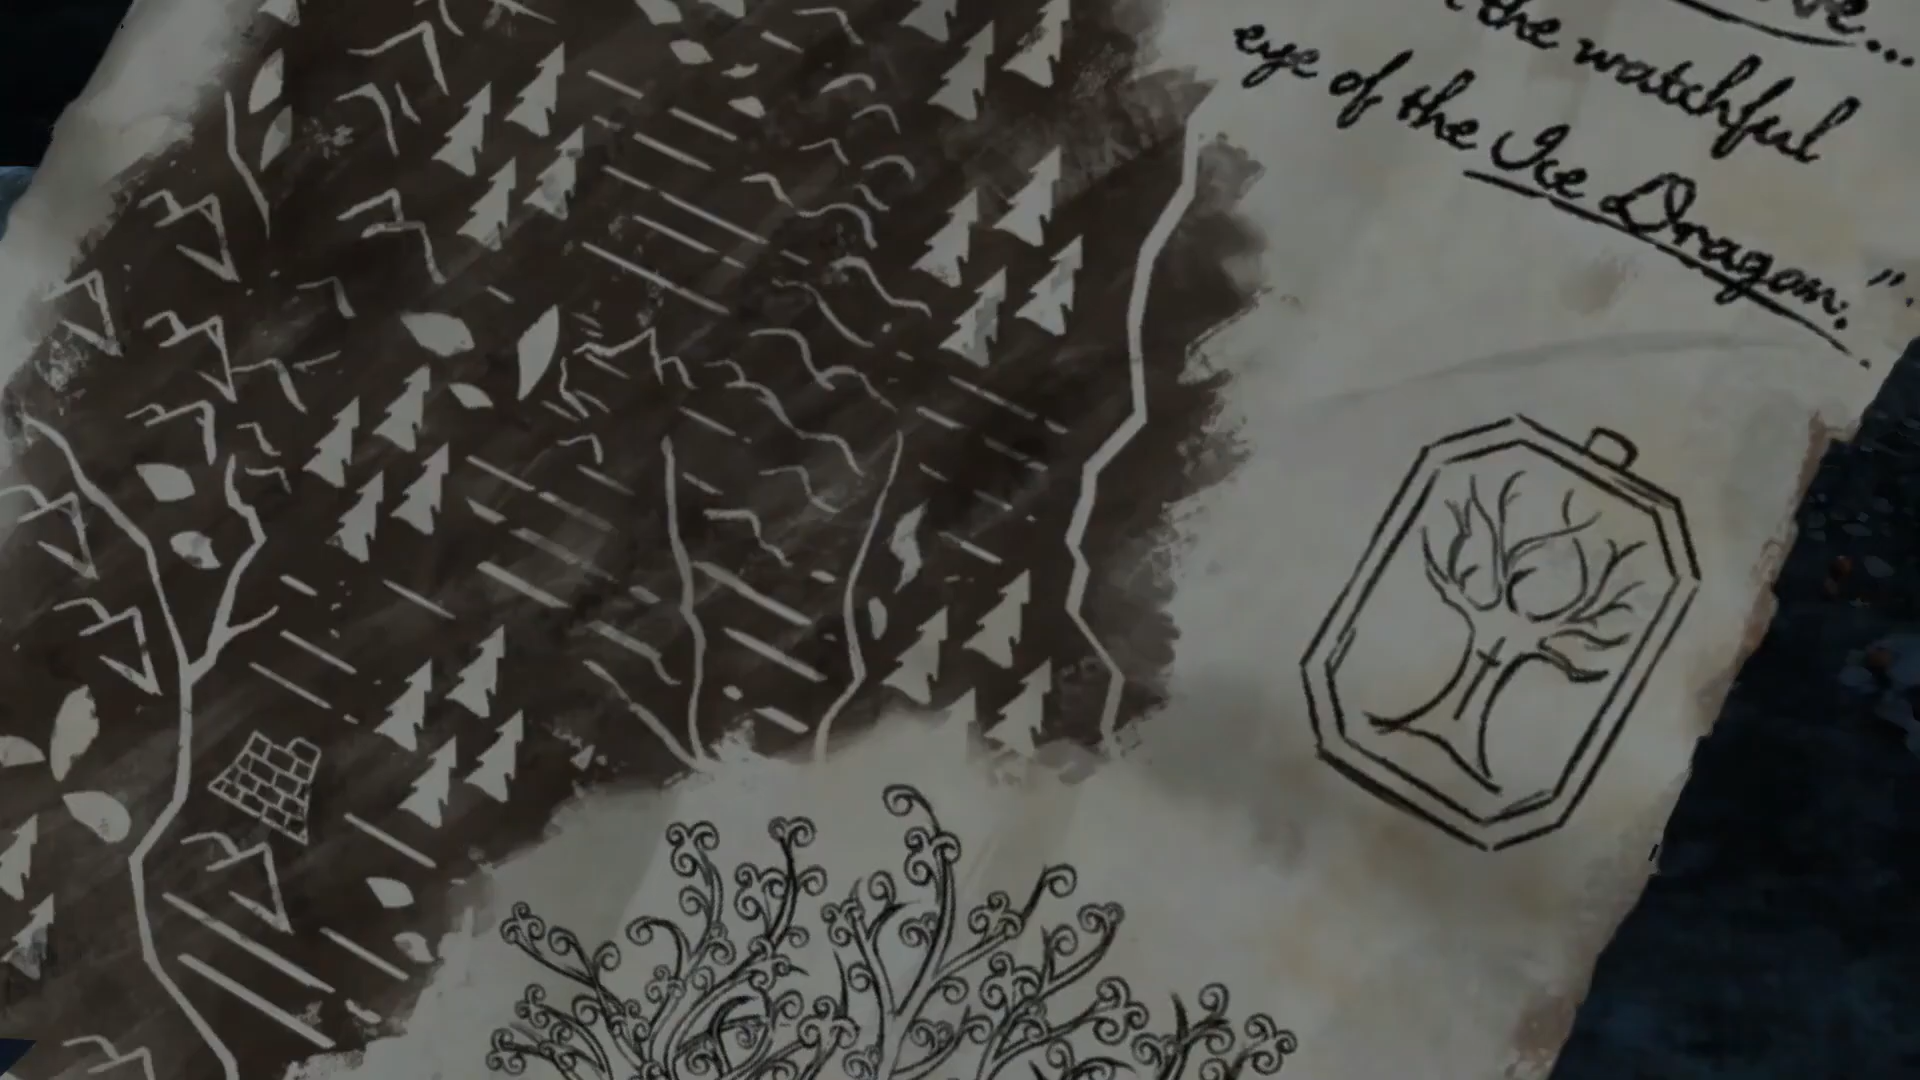 the watchful
eye of the Ice Dragon."